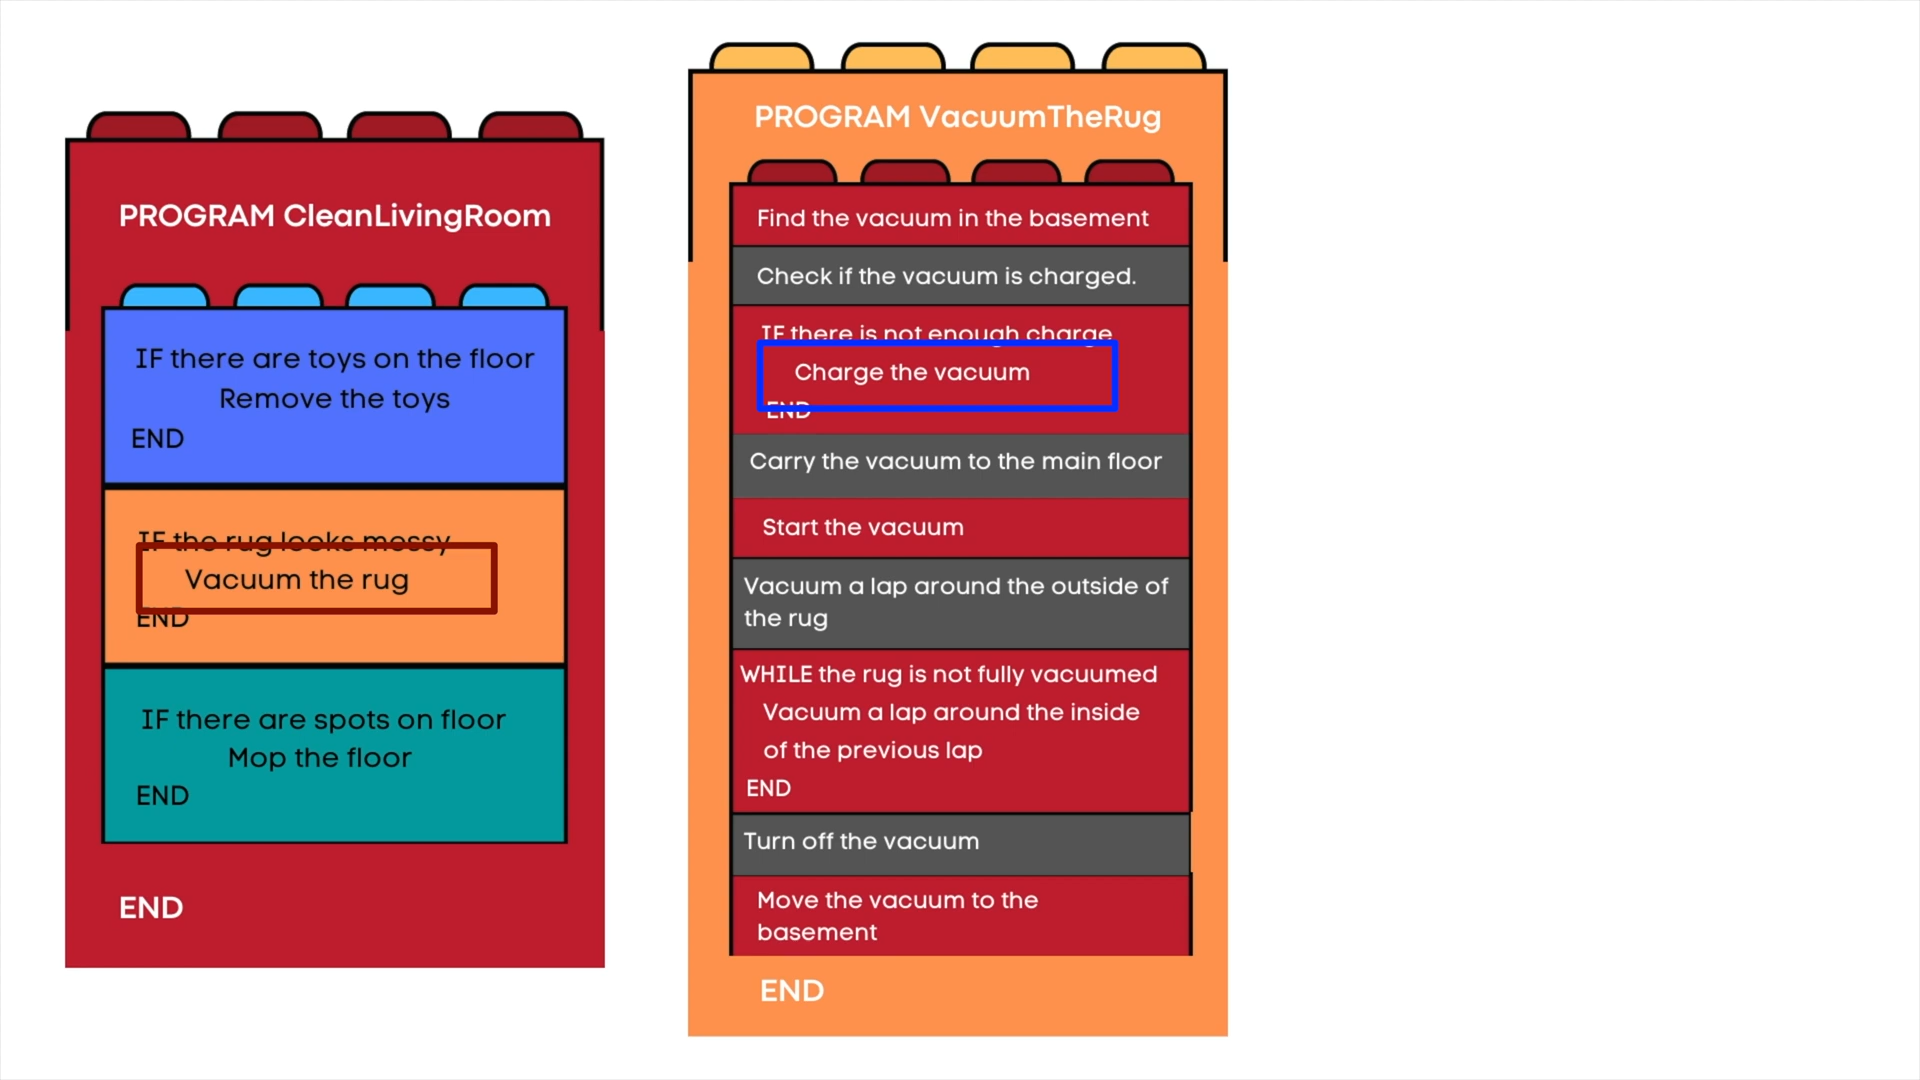 PROGRAM CleanLivingRoom
IF there are toys on the floor
Remove the toys
END
IF the rug looks messy
Vacuum the rug
END
IF there are spots on floor
Mop the floor
END
END
PROGRAM VacuumTheRug
Find the vacuum in the basement
Check if the vacuum is charged.
IF there is not enough charge
Charge the vacuum
END
Carry the vacuum to the main floor
Start the vacuum
Vacuum a lap around the outside of
the rug
WHILE the rug is not fully vacuumed
Vacuum a lap around the inside
of the previous lap
END
Turn off the vacuum
Move the vacuum to the
basement
END